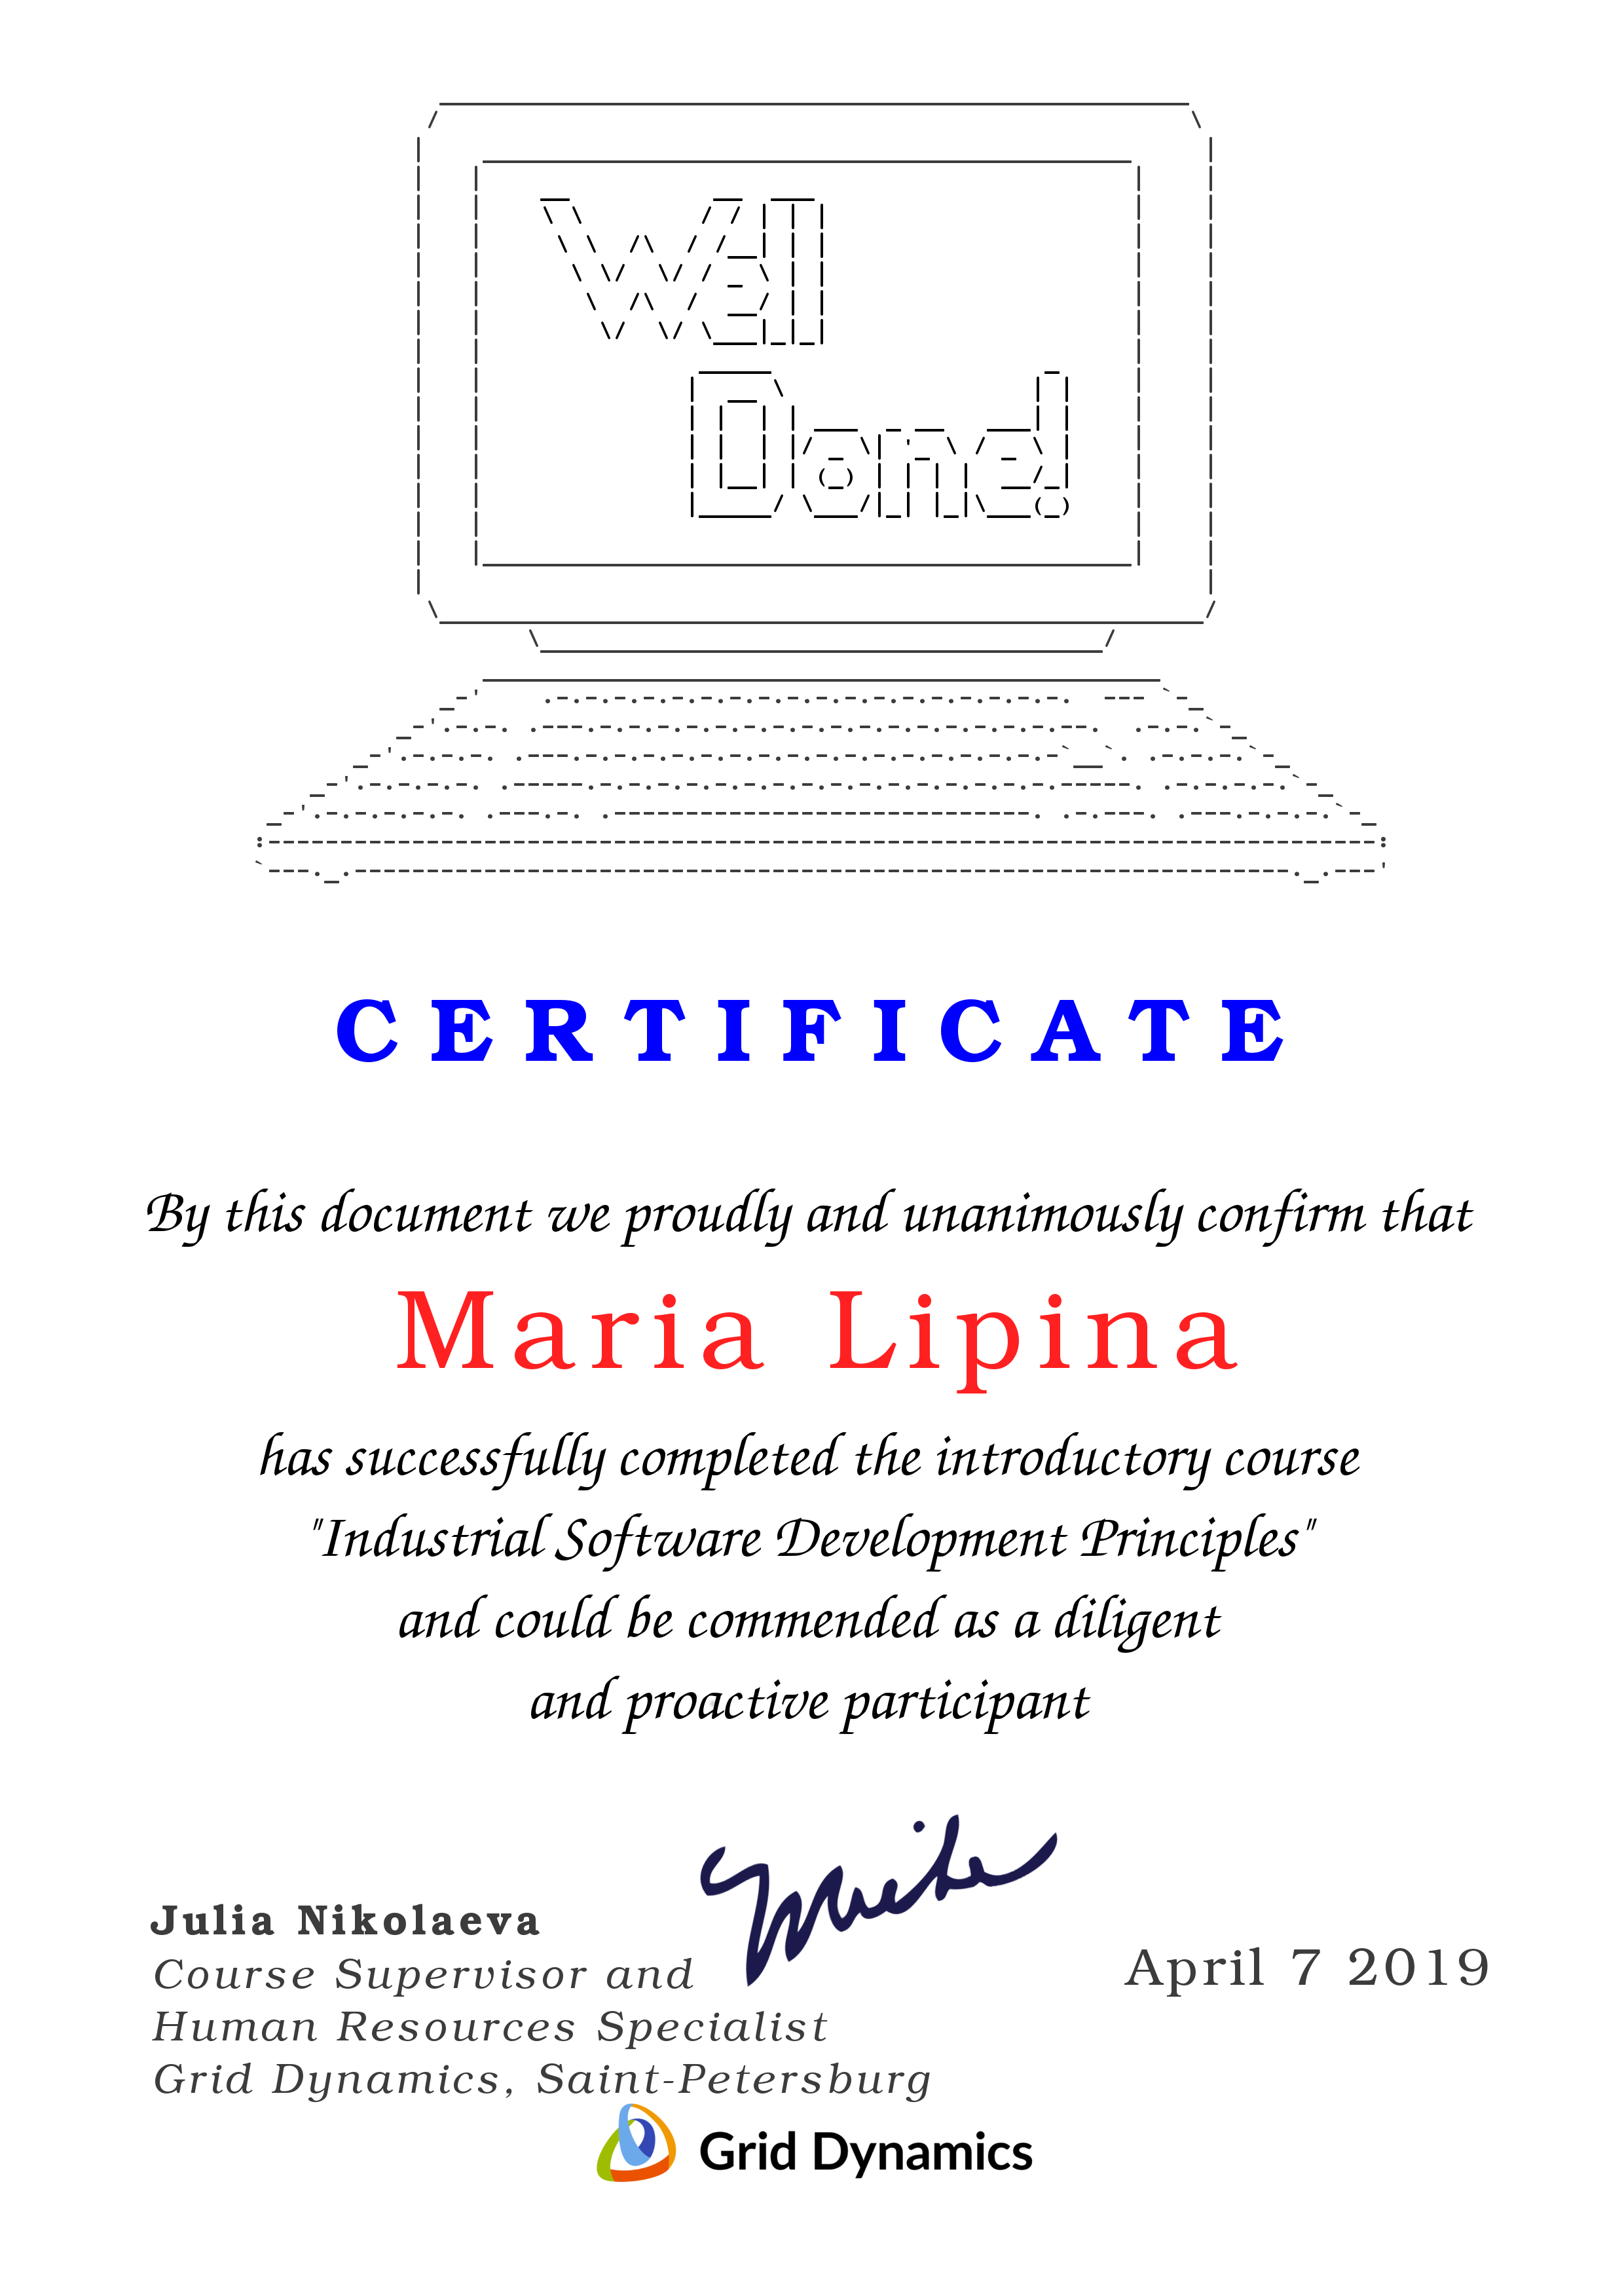 Well
Done!
CERTIFICATE
By this document we proudly and unanimously confirm that
Maria Lipina
has successfully completed the introductory course
"Industrial Software Development Principles"
and could be commended as a diligent
and proactive participant
Mike
Julia Nikolaeva
Course Supervisor and
Human Resources Specialist
Grid Dynamics, Saint-Petersburg
April 7 2019
Grid Dynamics